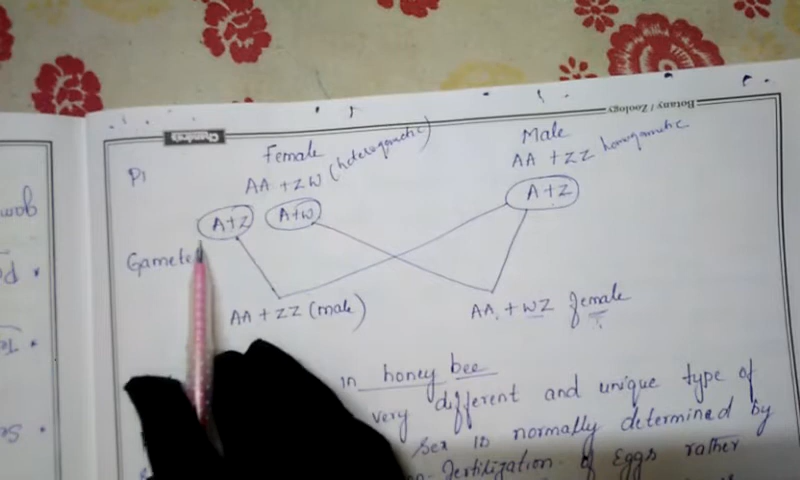 Botany / Zoology
Female
Male
P1
AA + ZW (heterogametic)
AA + ZZ homogametic
A+Z
A+W
A+Z
Gamete
AA + ZZ (male)
AA + WZ female
in honey bee
very different and unique type of
sex is normally determined by
fertilization of Eggs rather